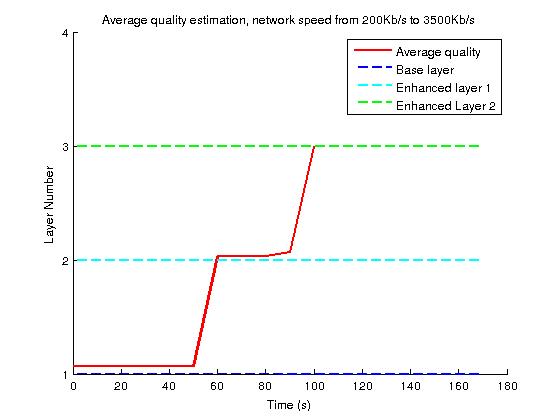 Average quality estimation, network speed from 200Kb/s to 3500Kb/s
4
Average quality
Base layer
Enhanced layer 1
Enhanced Layer 2
3
Layer Number
2
1
0 20 40 60 80 100 120 140 160 180
Time (s)